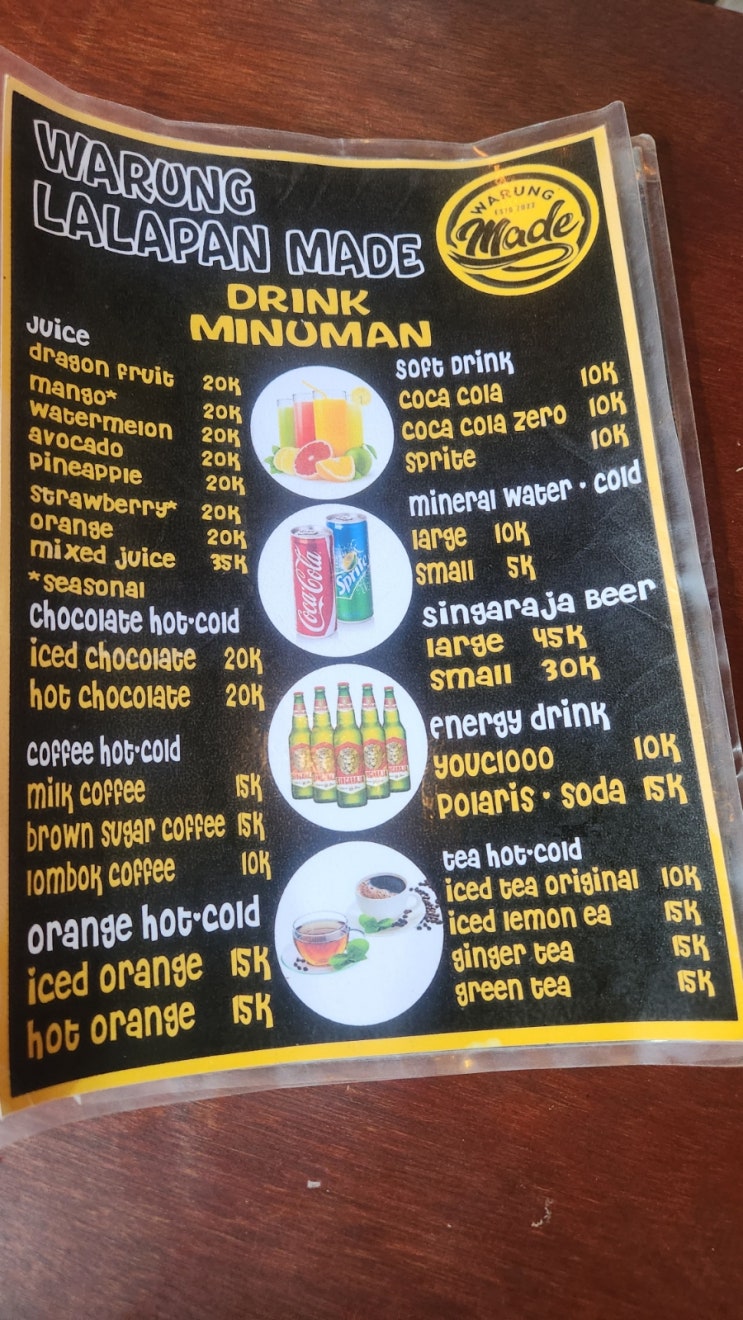 WARUNG
LALAPAN MADE
WARUNG
ESTD 2022
Made
DRINK
MINUMAN
Juice
dragon fruit 20K
mango* 20K
watermelon 20K
avocado 20K
pineapple 20K
strawberry* 20K
orange 20K
mixed juice 35K
*seasonal
Chocolate hot•cold
iced chocolate 20K
hot chocolate 20K
coffee hot•cold
milk coffee 15K
brown sugar coffee 15K
lombok coffee 10K
orange hot•cold
iced orange 15K
hot orange 15K
Coca-Cola
Sprite
soft Drink
coca cola 10K
coca cola zero 10K
sprite 10K
mineral water • cold
large 10K
small 5K
singaraja Beer
large 45K
small 30K
energy drink
youc1000 10K
Polaris • soda 15K
tea hot•cold
iced tea original 10K
iced lemon ea 15K
ginger tea 15K
green tea 15K